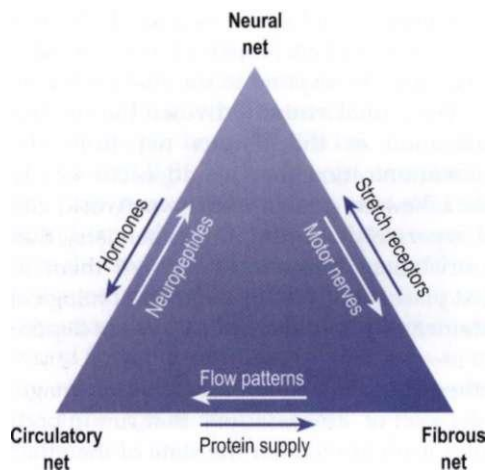 Neural
net
Hormones
Neuropeptides
Motor nerves
Stretch receptors
Flow patterns
Protein supply
Circulatory
net
Fibrous
net